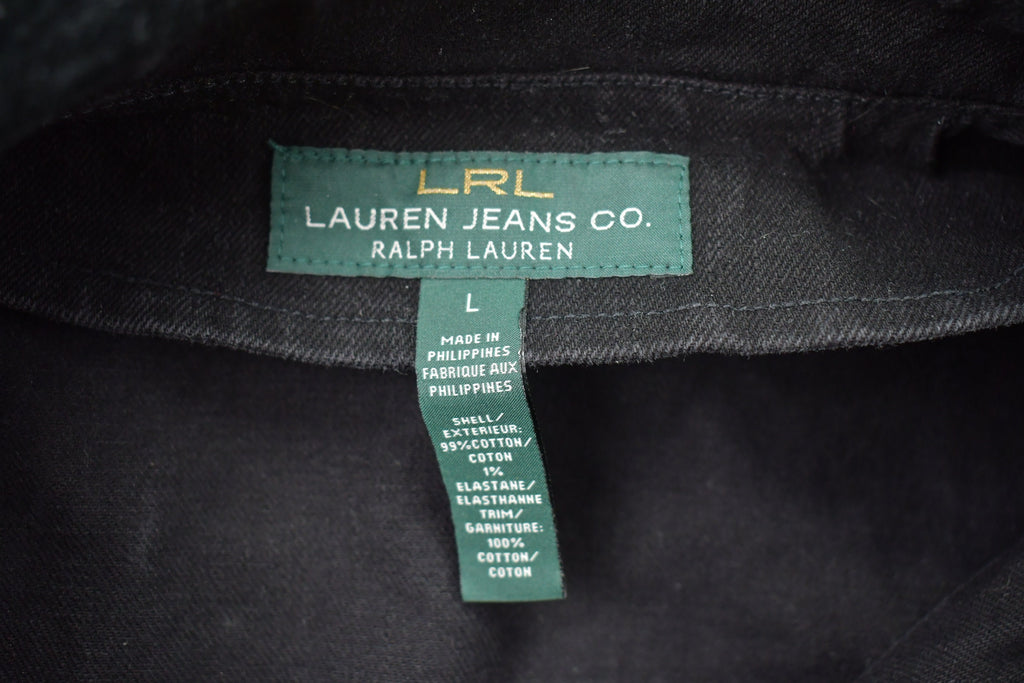 LRL
LAUREN JEANS CO.
RALPH LAUREN
L
MADE IN
PHILIPPINES
FABRIQUE AUX
PHILIPPINES
SHELL/
EXTERIEUR:
99%COTTON/
COTON
1%
ELASTANE/
ELASTHANNE
TRIM/
GARNITURE:
100%
COTTON/
COTON